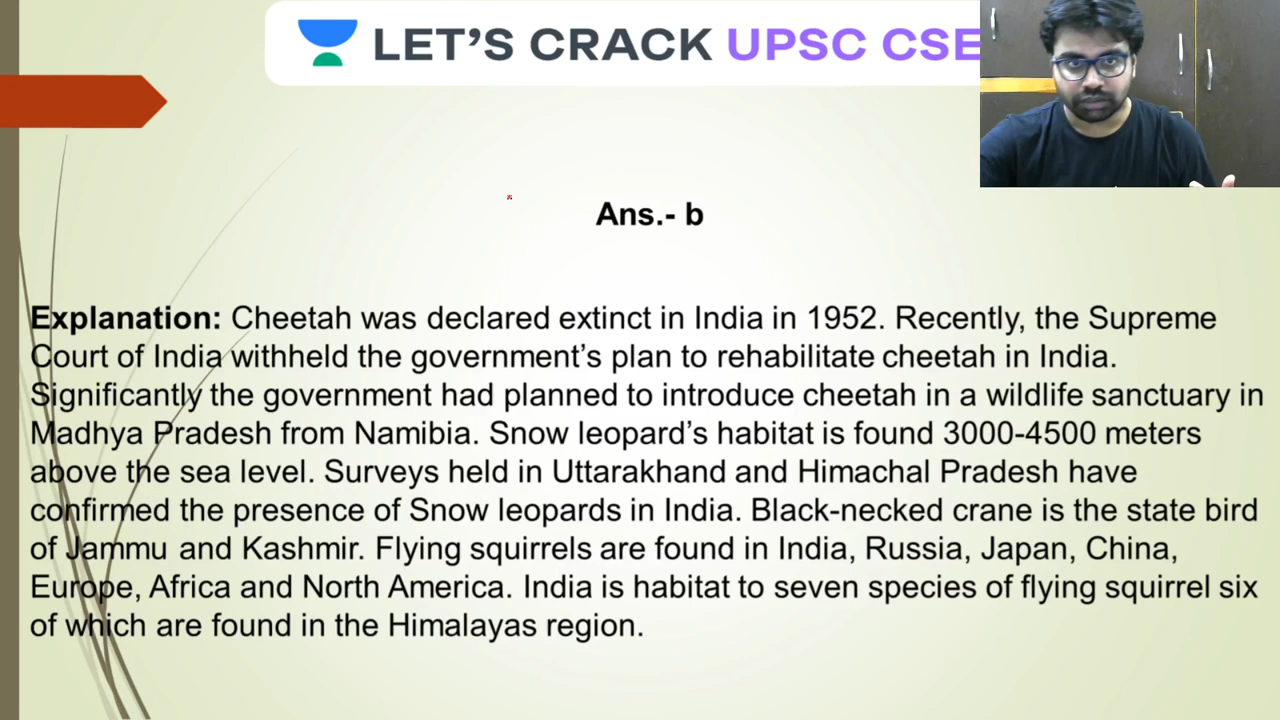 LET'S CRACK UPSC CSE
Ans.- b
Explanation: Cheetah was declared extinct in India in 1952. Recently, the Supreme
Court of India withheld the government’s plan to rehabilitate cheetah in India.
Significantly the government had planned to introduce cheetah in a wildlife sanctuary in
Madhya Pradesh from Namibia. Snow leopard’s habitat is found 3000-4500 meters
above the sea level. Surveys held in Uttarakhand and Himachal Pradesh have
confirmed the presence of Snow leopards in India. Black-necked crane is the state bird
of Jammu and Kashmir. Flying squirrels are found in India, Russia, Japan, China,
Europe, Africa and North America. India is habitat to seven species of flying squirrel six
of which are found in the Himalayas region.